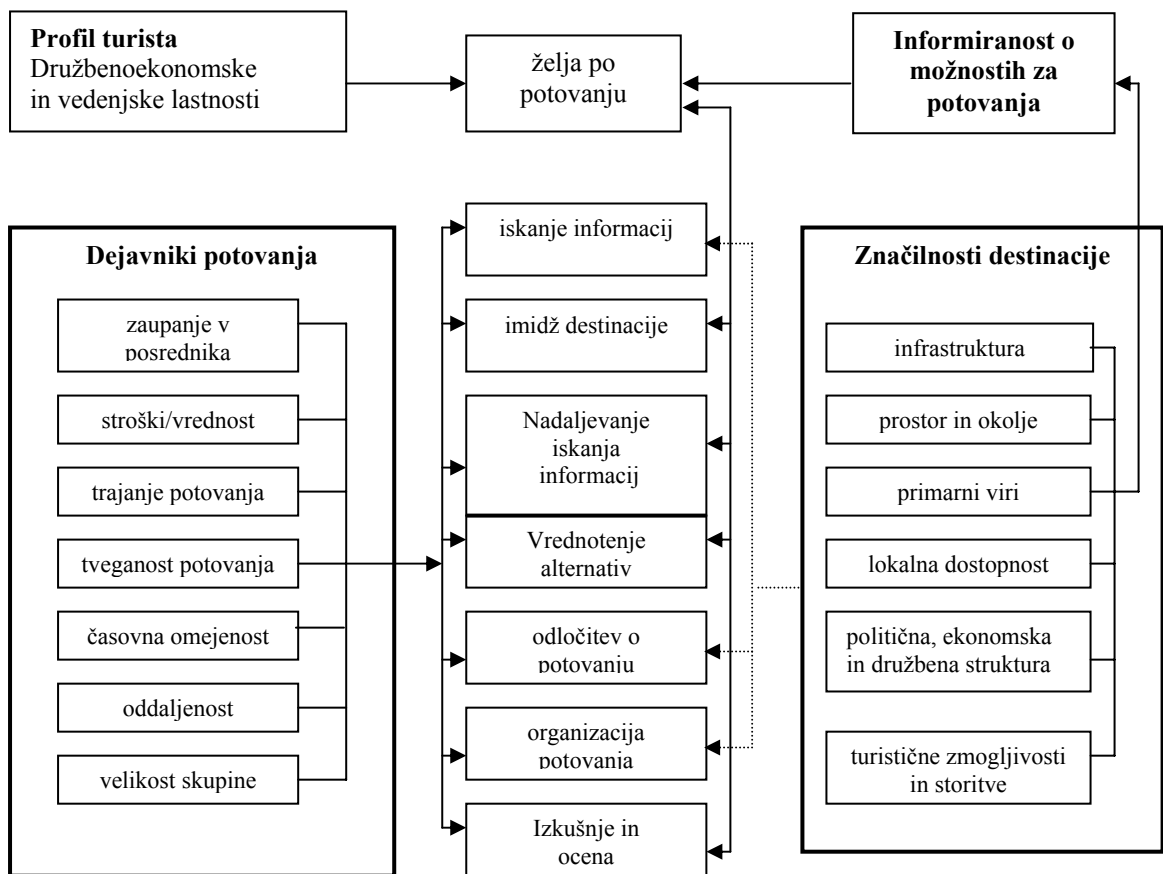 Profil turista
Družbenoekonomske
in vedenjske lastnosti
želja po
potovanju
Informiranost o
možnostih za
potovanja
Dejavniki potovanja
zaupanje v
posrednika
stroški/vrednost
trajanje potovanja
tveganost potovanja
časovna omejenost
oddaljenost
velikost skupine
iskanje informacij
imidž destinacije
Nadaljevanje
iskanja
informacij
Vrednotenje
alternativ
odločitev o
potovanju
organizacija
potovanja
Izkušnje in
ocena
Značilnosti destinacije
infrastruktura
prostor in okolje
primarni viri
lokalna dostopnost
politična, ekonomska
in družbena struktura
turistične zmogljivosti
in storitve